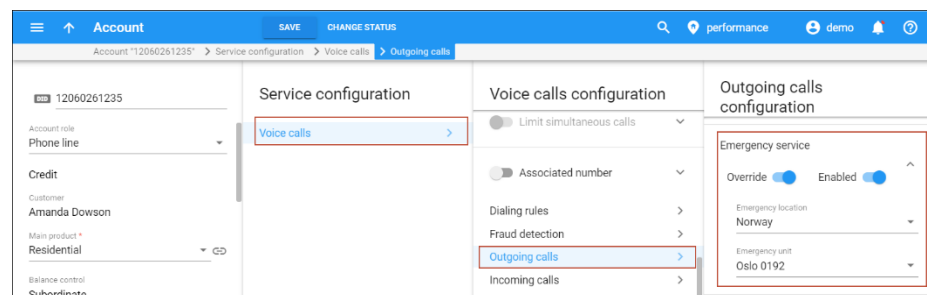 Account
SAVE
CHANGE STATUS
performance
demo
Account "12060261235" > Service configuration > Voice calls > Outgoing calls
DID 12060261235
Account role
Phone line
Credit
Customer
Amanda Dowson
Main product *
Residential
Balance control
Subordinate
Service configuration
Voice calls
Voice calls configuration
Limit simultaneous calls
Associated number
Dialing rules
Fraud detection
Outgoing calls
Incoming calls
Outgoing calls
configuration
Emergency service
Override
Enabled
Emergency location
Norway
Emergency unit
Oslo 0192